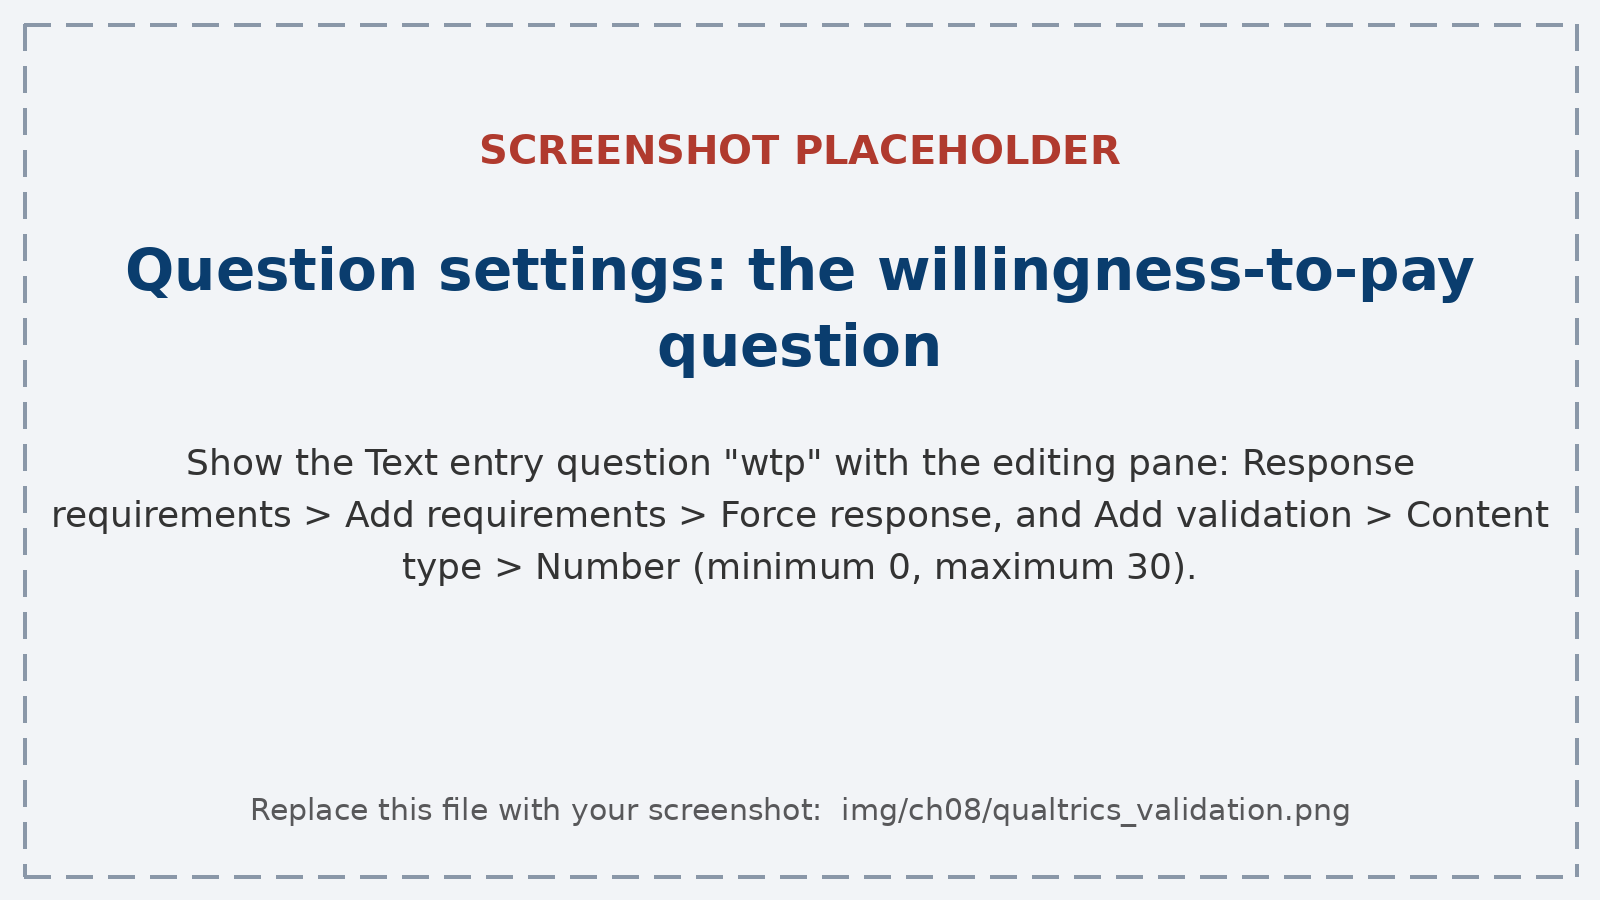 SCREENSHOT PLACEHOLDER
Question settings: the willingness-to-pay
question
Show the Text entry question "wtp" with the editing pane: Response
requirements > Add requirements > Force response, and Add validation > Content
type > Number (minimum 0, maximum 30).
Replace this file with your screenshot:  img/ch08/qualtrics_validation.png